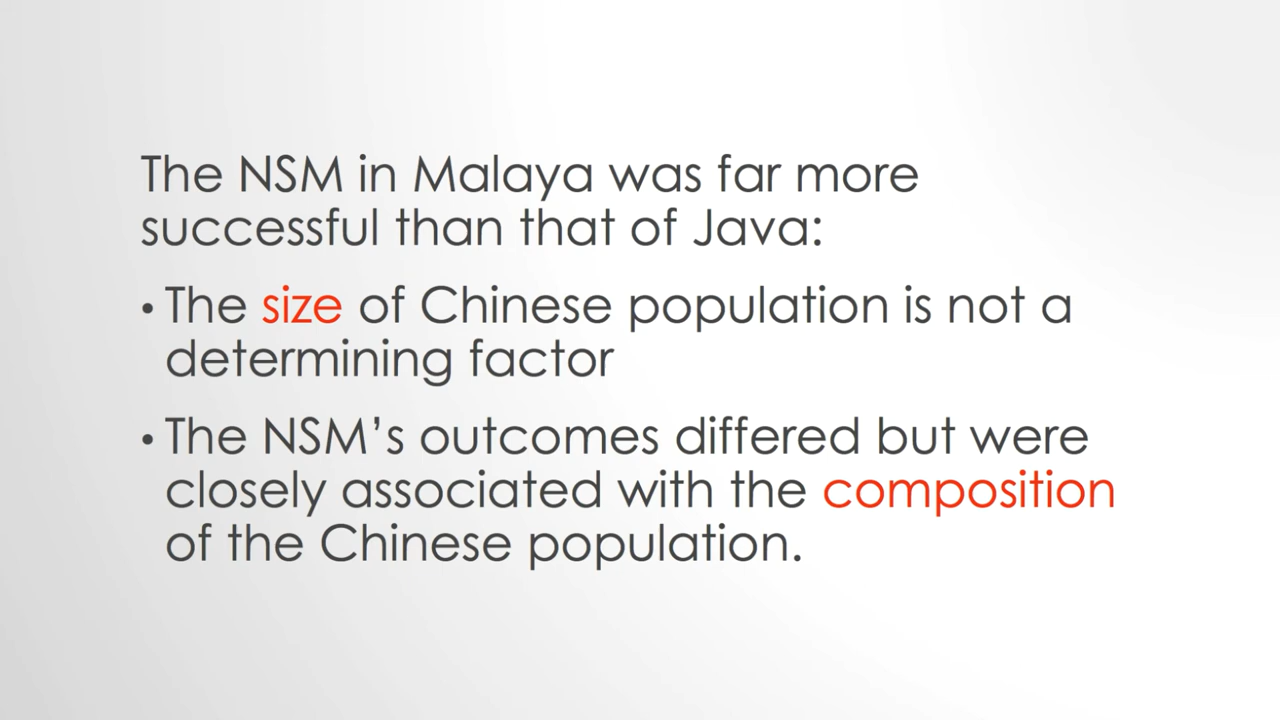 The NSM in Malaya was far more
successful than that of Java:
• The size of Chinese population is not a
determining factor
• The NSM’s outcomes differed but were
closely associated with the composition
of the Chinese population.